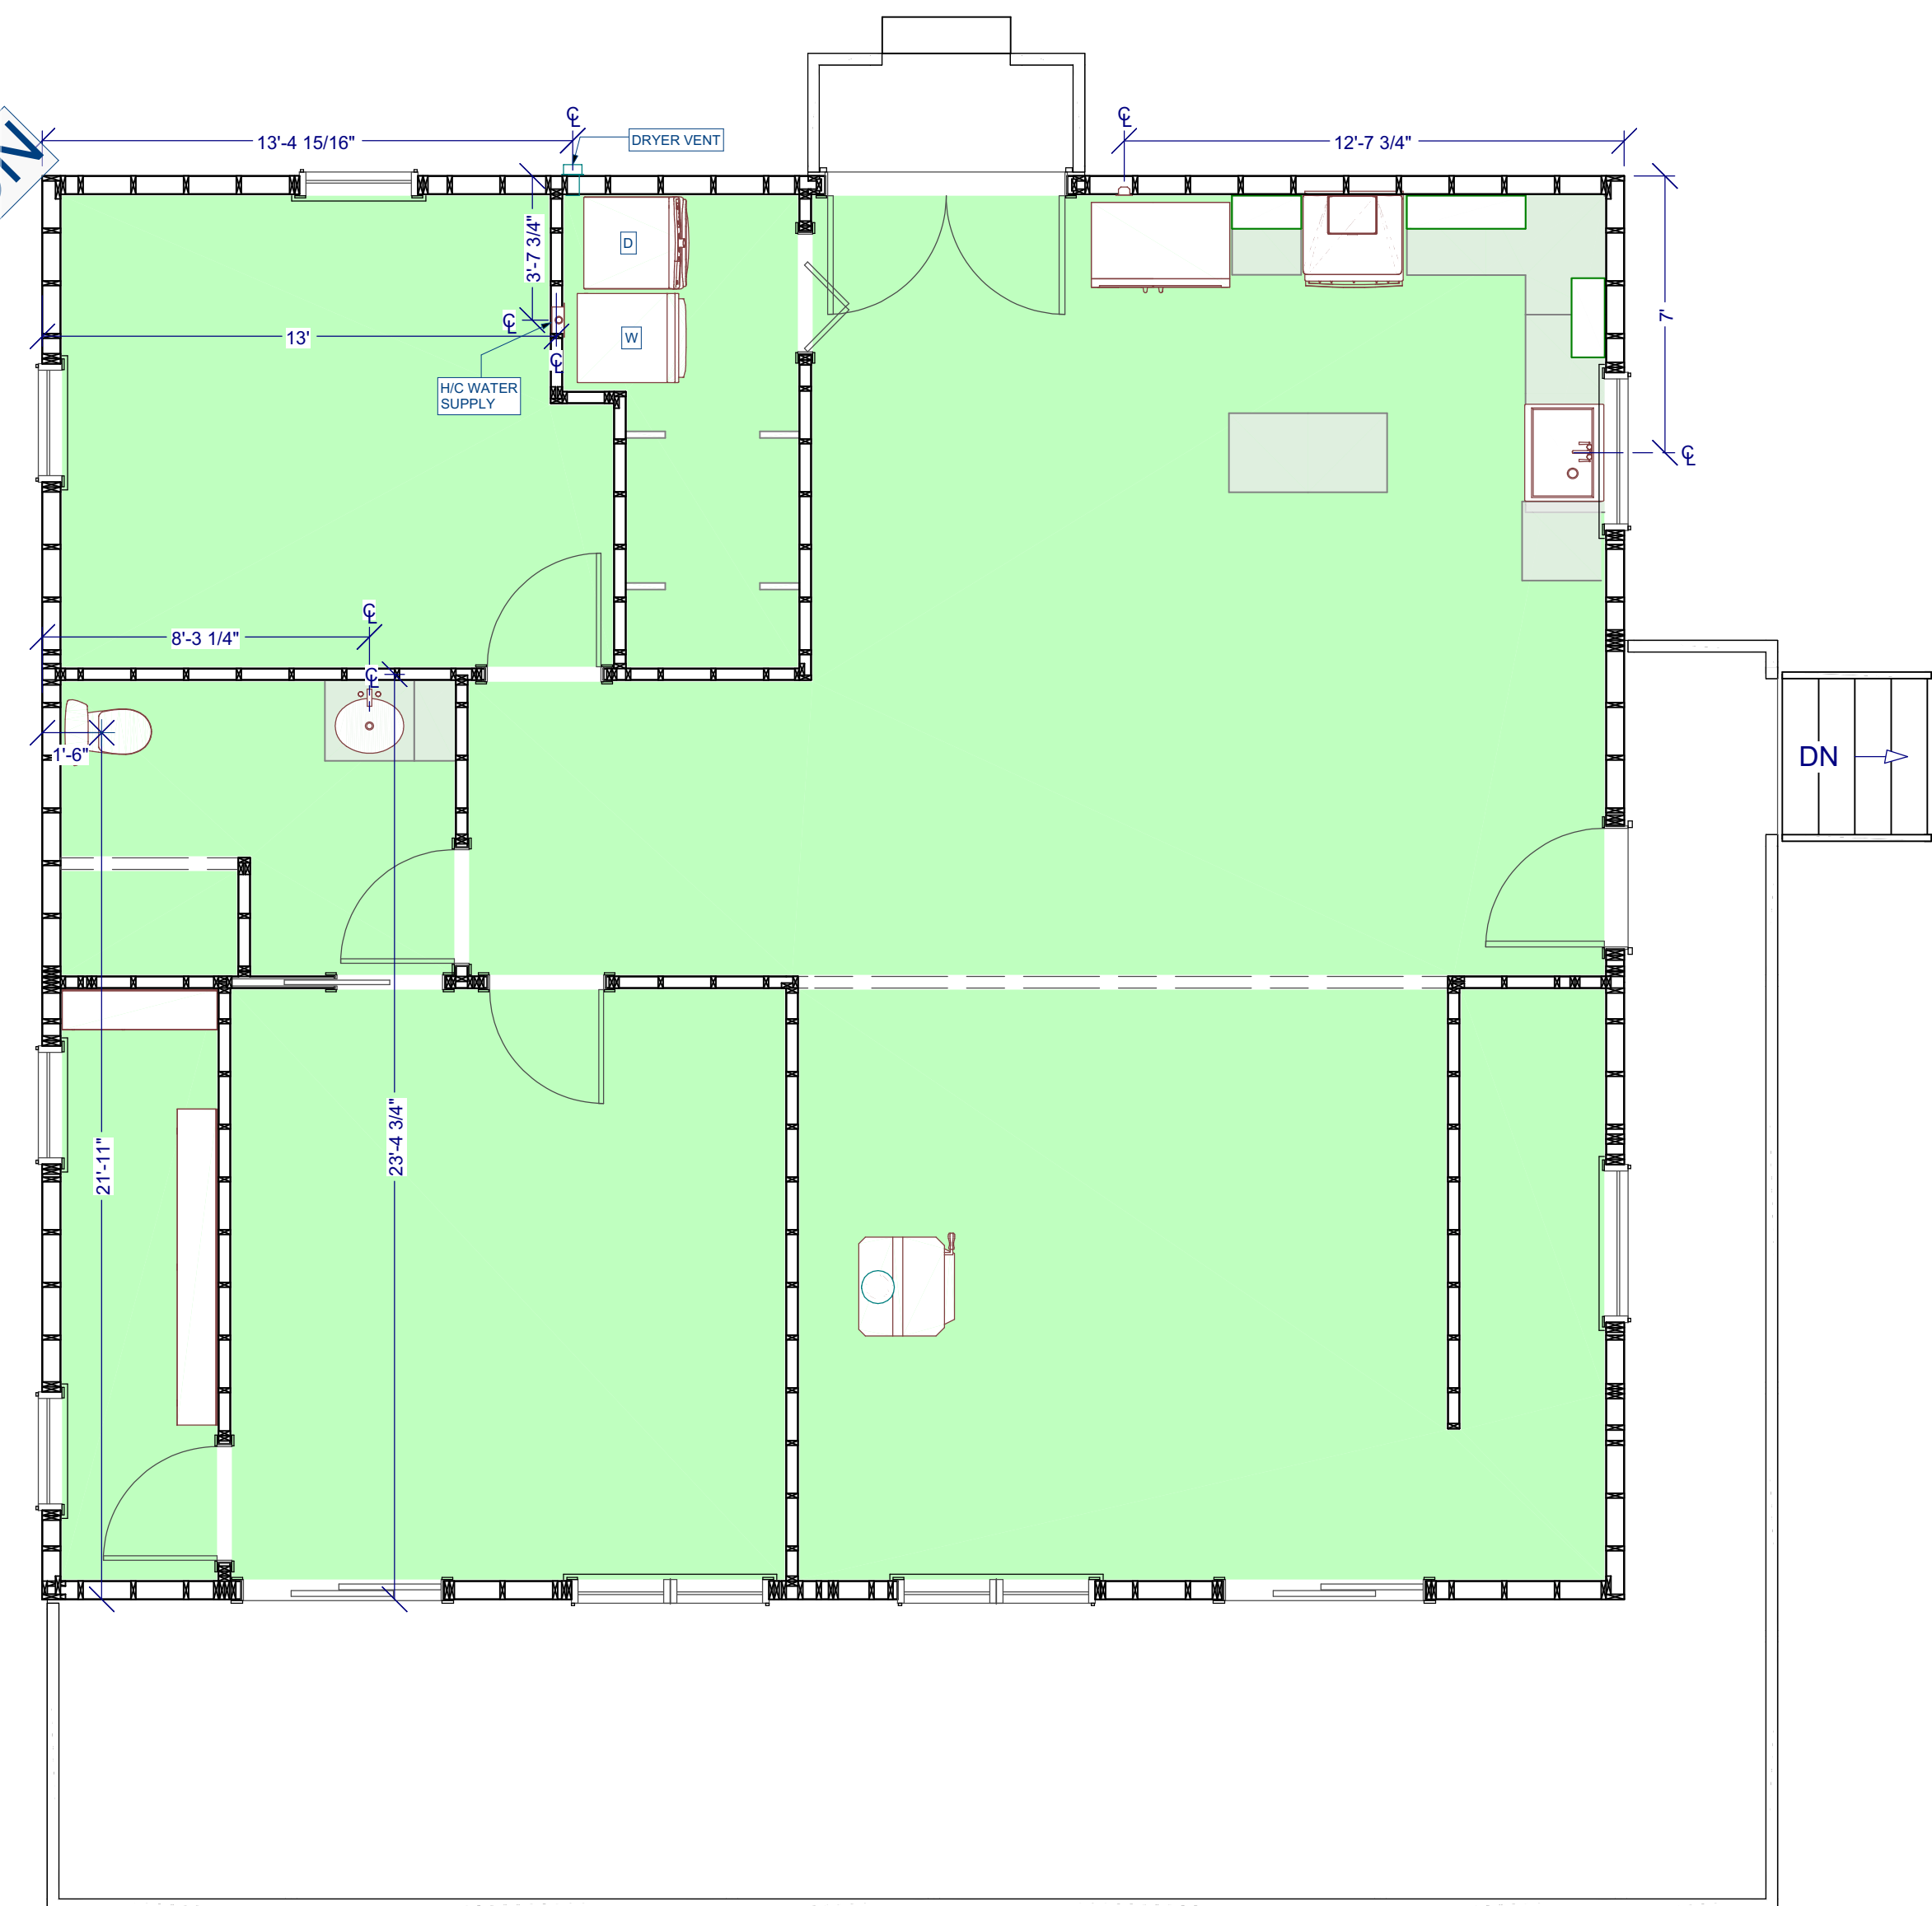 ℄
℄
13'-4 15/16"
DRYER VENT
12'-7 3/4"
3'-7 3/4"
D
7'
℄
13'
W
℄
H/C WATER
SUPPLY
℄
℄
8'-3 1/4"
℄
1'-6"
DN
21'-11"
23'-4 3/4"